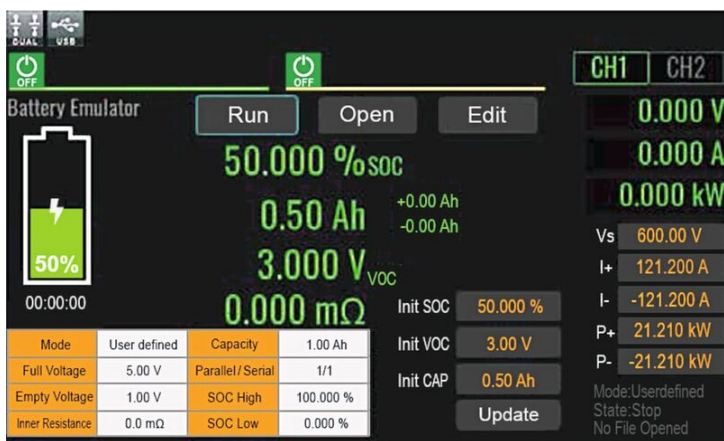 DUAL USB
OFF OFF
CH1 CH2
Battery Emulator
Run Open Edit
0.000 V
50.000 % SOC
0.000 A
0.50 Ah
+0.00 Ah
-0.00 Ah
0.000 kW
50%
3.000 V VOC
Vs 600.00 V
I+ 121.200 A
00:00:00
0.000 mΩ
Init SOC 50.000 %
I- -121.200 A
Mode User defined Capacity 1.00 Ah
Init VOC 3.00 V
P+ 21.210 kW
Full Voltage 5.00 V Parallel/Serial 1/1
P- -21.210 kW
Empty Voltage 1.00 V SOC High 100.000 %
Init CAP 0.50 Ah
Inner Resistance 0.0 mΩ SOC Low 0.000 %
Update
Mode:Userdefined
State:Stop
No File Opened